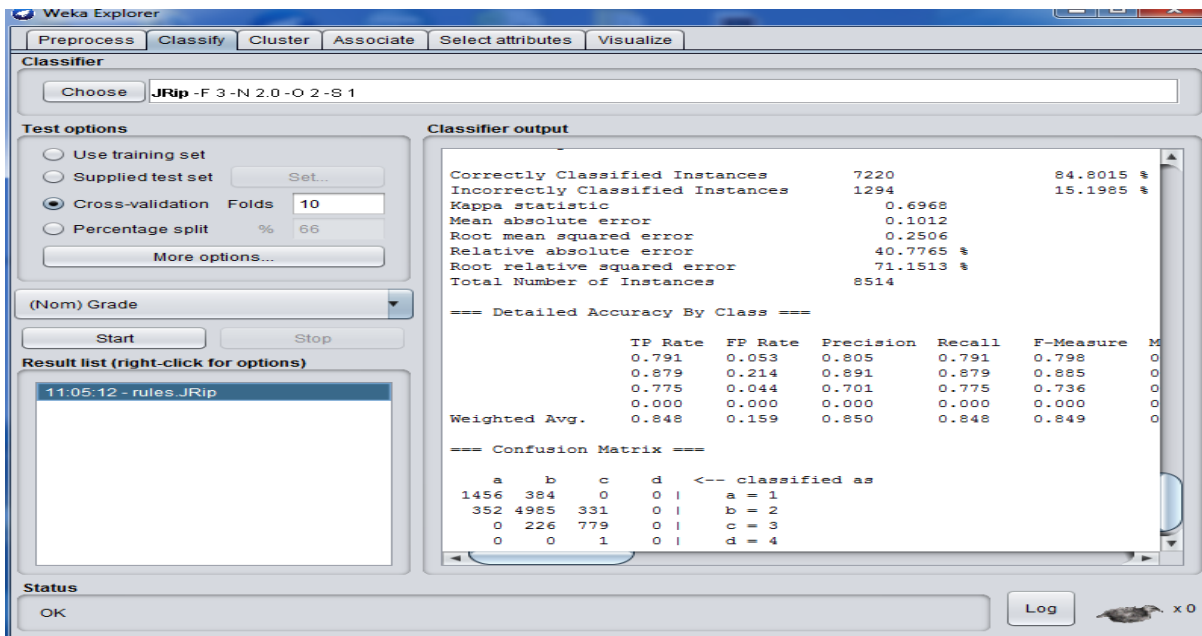 Weka Explorer
Preprocess Classify Cluster Associate Select attributes Visualize
Classifier
Choose JRip -F 3 -N 2.0 -O 2 -S 1
Test options
Use training set
Supplied test set Set...
Cross-validation Folds 10
Percentage split % 66
More options...
(Nom) Grade
Start Stop
Result list (right-click for options)
11:05:12 - rules.JRip
Classifier output
Correctly Classified Instances 7220 84.8015 %
Incorrectly Classified Instances 1294 15.1985 %
Kappa statistic 0.6968
Mean absolute error 0.1012
Root mean squared error 0.2506
Relative absolute error 40.7765 %
Root relative squared error 71.1513 %
Total Number of Instances 8514
=== Detailed Accuracy By Class ===
TP Rate FP Rate Precision Recall F-Measure M
0.791 0.053 0.805 0.791 0.798 0
0.879 0.214 0.891 0.879 0.885 0
0.775 0.044 0.701 0.775 0.736 0
0.000 0.000 0.000 0.000 0.000 0
Weighted Avg. 0.848 0.159 0.850 0.848 0.849 0
=== Confusion Matrix ===
a b c d <-- classified as
1456 384 0 0 | a = 1
352 4985 331 0 | b = 2
0 226 779 0 | c = 3
0 0 1 0 | d = 4
Status
OK
Log x 0